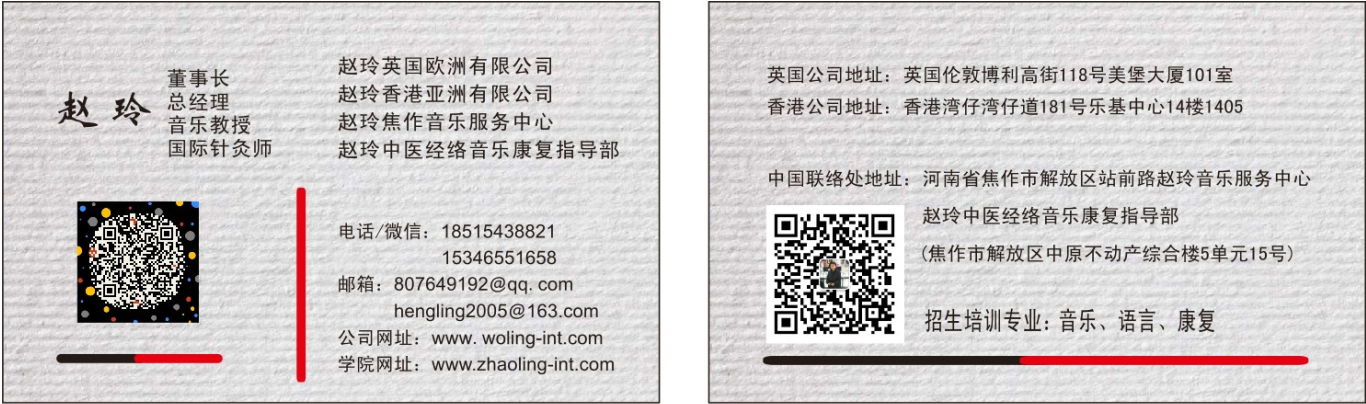 赵玲
董事长
总经理
音乐教授
国际针灸师
赵玲英国欧洲有限公司
赵玲香港亚洲有限公司
赵玲焦作音乐服务中心
赵玲中医经络音乐康复指导部
电话/微信：18515438821
15346551658
邮箱：807649192@qq. com
hengling2005@163.com
公司网址：www. woling-int.com
学院网址：www.zhaoling-int.com
英国公司地址：英国伦敦博利高街118号美堡大厦101室
香港公司地址：香港湾仔湾仔道181号乐基中心14楼1405
中国联络处地址：河南省焦作市解放区站前路赵玲音乐服务中心
赵玲中医经络音乐康复指导部
(焦作市解放区中原不动产综合楼5单元15号)
招生培训专业：音乐、语言、康复